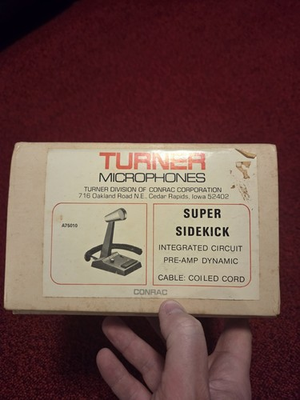 TURNER
MICROPHONES
TURNER DIVISION OF CONRAC CORPORATION
716 Oakland Road N.E., Cedar Rapids, Iowa 52402
AT6010
SUPER
SIDEKICK
INTEGRATED CIRCUIT
PRE-AMP DYNAMIC
CABLE: COILED CORD
CONRAC